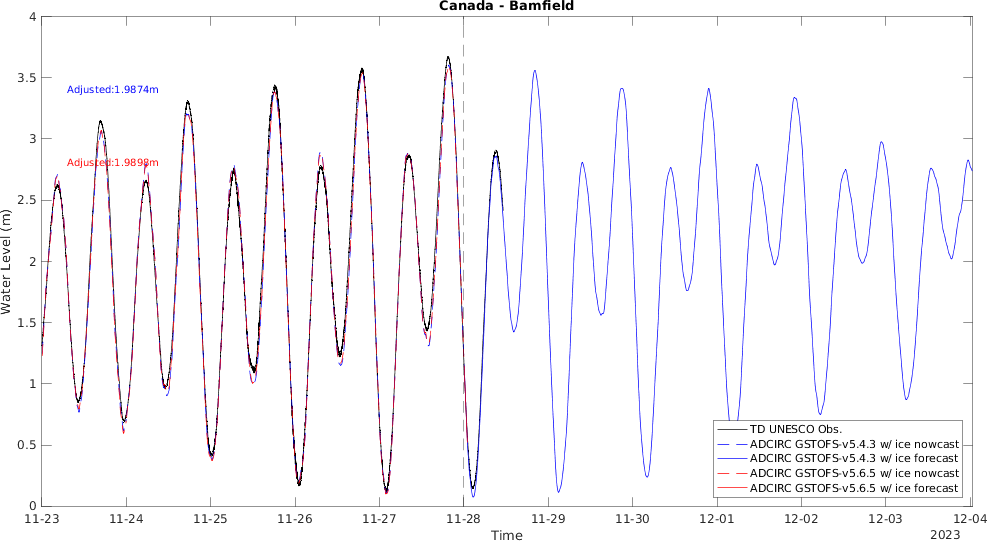 Canada - Bamfield
4
3.5
3
2.5
2
1.5
1
0.5
0
Water Level (m)
Adjusted:1.9874m
Adjusted:1.9898m
TD UNESCO Obs.
ADCIRC GSTOFS-v5.4.3 w/ ice nowcast
ADCIRC GSTOFS-v5.4.3 w/ ice forecast
ADCIRC GSTOFS-v5.6.5 w/ ice nowcast
ADCIRC GSTOFS-v5.6.5 w/ ice forecast
11-23 11-24 11-25 11-26 11-27 11-28 11-29 11-30 12-01 12-02 12-03 12-04
Time
2023